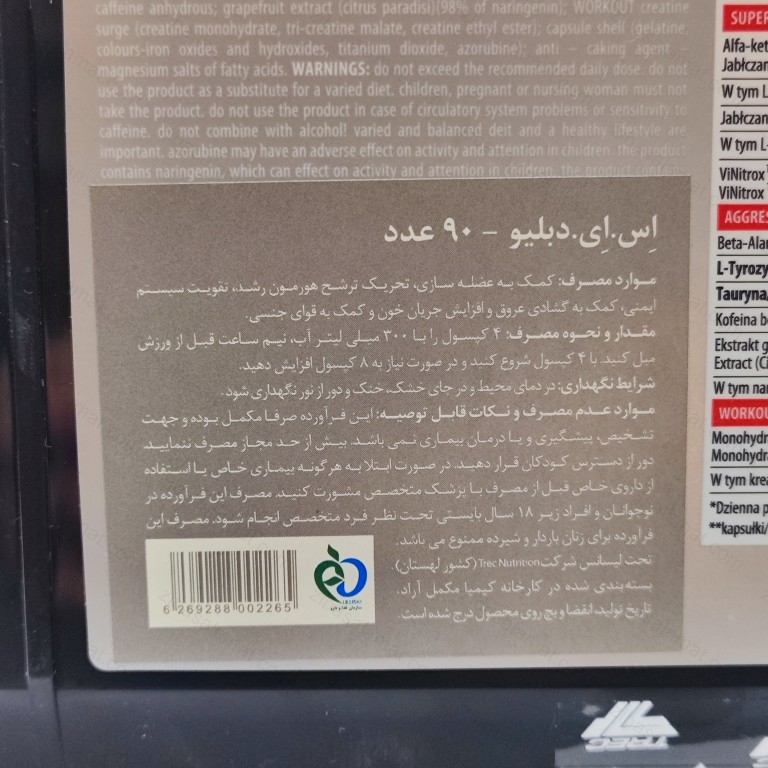 caffeine anhydrous; grapefruit extract (citrus paradisi)(98% of naringenin); WORKOUT creatine
surge (creatine monohydrate, tri-creatine malate, creatine ethyl ester); capsule shell (gelatine,
colours-iron oxides and hydroxides, titanium dioxide, azorubine); anti – caking agent –
magnesium salts of fatty acids. WARNINGS: do not exceed the recommended daily dose. do not
use the product as a substitute for a varied diet. children, pregnant or nursing woman must not
take the product. do not use the product in case of circulatory system problems or sensitivity to
caffeine. do not combine with alcohol! varied and balanced deit and a healthy lifestyle are
important. azorubine may have an adverse effect on activity and attention in children. the product
contains naringenin, which can effect on activity and attention in children. the product contains
اِس.اِی.دبلیو - ۹۰ عدد
موارد مصرف: کمک به عضله سازی، تحریک ترشح هورمون رشد، تقویت سیستم
ایمنی، کمک به گشادی عروق و افزایش جریان خون و کمک به قوای جنسی.
مقدار و نحوه مصرف: ۴ کپسول را با ۳۰۰ میلی لیتر آب، نیم ساعت قبل از ورزش
میل کنید. با ۴ کپسول شروع کنید و در صورت نیاز به ۸ کپسول افزایش دهید.
شرایط نگهداری: در دمای محیط و در جای خشک، خنک و دور از نور نگهداری شود.
موارد عدم مصرف و نکات قابل توصیه: این فرآورده صرفا مکمل بوده و جهت
تشخیص، پیشگیری و یا درمان بیماری نمی باشد. بیش از حد مجاز مصرف ننمایید.
دور از دسترس کودکان قرار دهید. در صورت ابتلا به هرگونه بیماری خاص یا استفاده
از داروی خاص قبل از مصرف با پزشک متخصص مشورت کنید. مصرف این فرآورده در
نوجوانان و افراد زیر ۱۸ سال بایستی تحت نظر فرد متخصص انجام شود. مصرف این
فرآورده برای زنان باردار و شیرده ممنوع می باشد.
تحت لیسانس شرکت Trec Nutrition (کشور لهستان).
بسته‌بندی شده در کارخانه کیمیا مکمل آراد.
تاریخ تولید، انقضا و بچ روی محصول درج شده است.
6 269288 002265
سازمان غذا و دارو
SUPER
Alfa-ket
Jabłczan
W tym L
Jabłczan
W tym L-
ViNitrox
ViNitrox
AGGRES
Beta-Alan
L-Tyrozy
Tauryna/
Kofeina b
Ekstrakt g
Extract (Ci
W tym nar
WORKOU
Monohydr
Monohydra
W tym krea
*Dzienna p
**kapsułki/
TREC